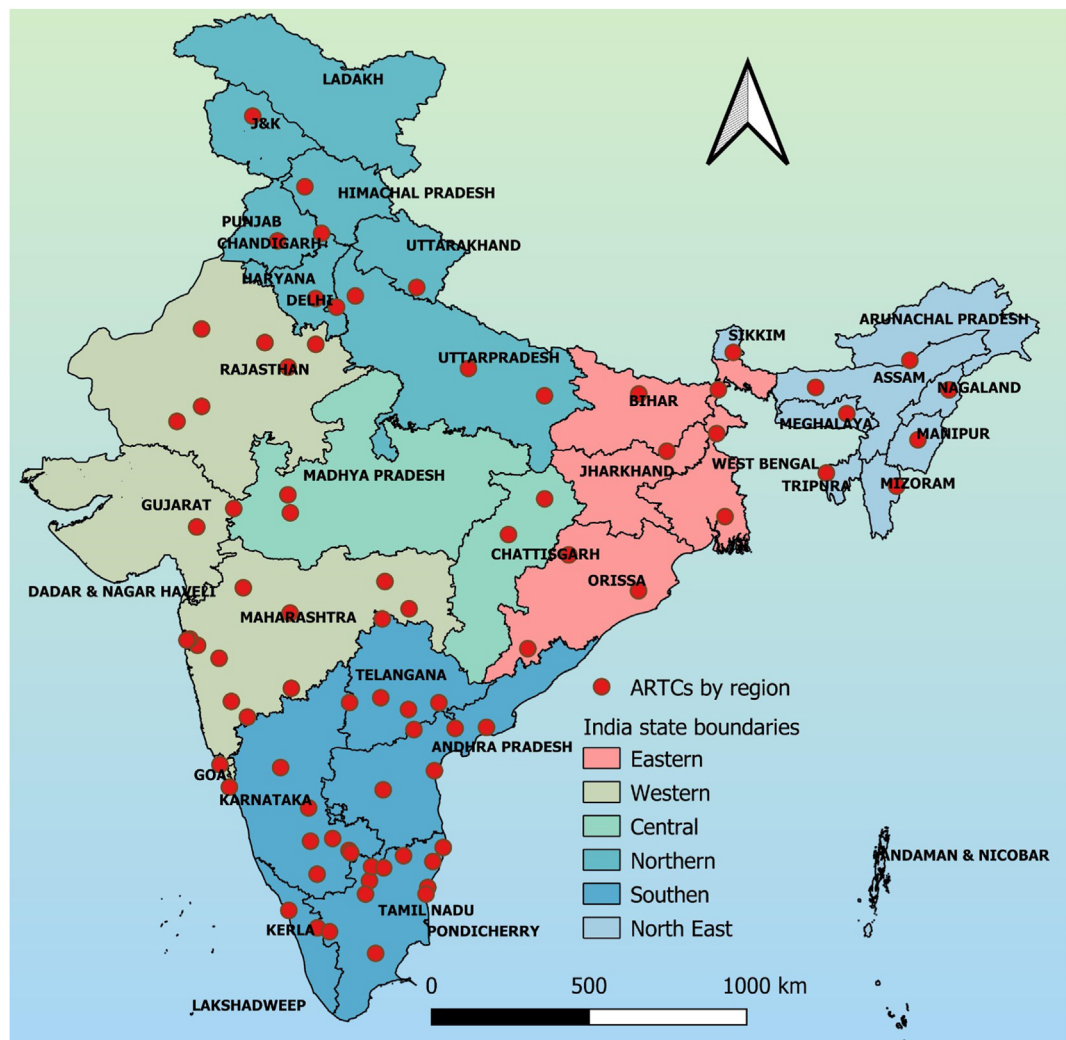 LADAKH
J&K
HIMACHAL PRADESH
PUNJAB
CHANDIGARH
UTTARAKHAND
HARYANA
DELHI
ARUNACHAL PRADESH
SIKKIM
UTTARPRADESH
RAJASTHAN
ASSAM
NAGALAND
BIHAR
MEGHALAYA
MANIPUR
WEST BENGAL
JHARKHAND
MADHYA PRADESH
TRIPURA
MIZORAM
GUJARAT
CHATTISGARH
ORISSA
DADAR & NAGAR HAVELI
MAHARASHTRA
TELANGANA
ARTCs by region
India state boundaries
ANDHRA PRADESH
Eastern
GOA
Western
KARNATAKA
Central
ANDAMAN & NICOBAR
Northern
Southen
TAMIL NADU
KERLA
PONDICHERRY
North East
LAKSHADWEEP
0 500 1000 km